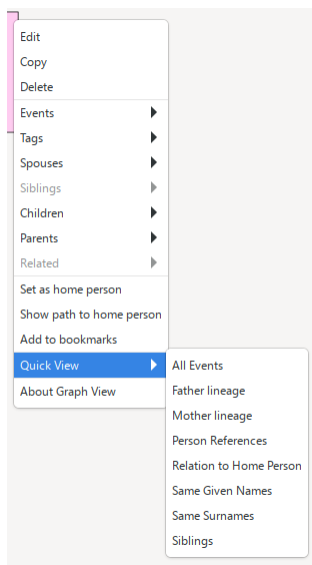 Edit
Copy
Delete
Events
Tags
Spouses
Siblings
Children
Parents
Related
Set as home person
Show path to home person
Add to bookmarks
Quick View
About Graph View
All Events
Father lineage
Mother lineage
Person References
Relation to Home Person
Same Given Names
Same Surnames
Siblings